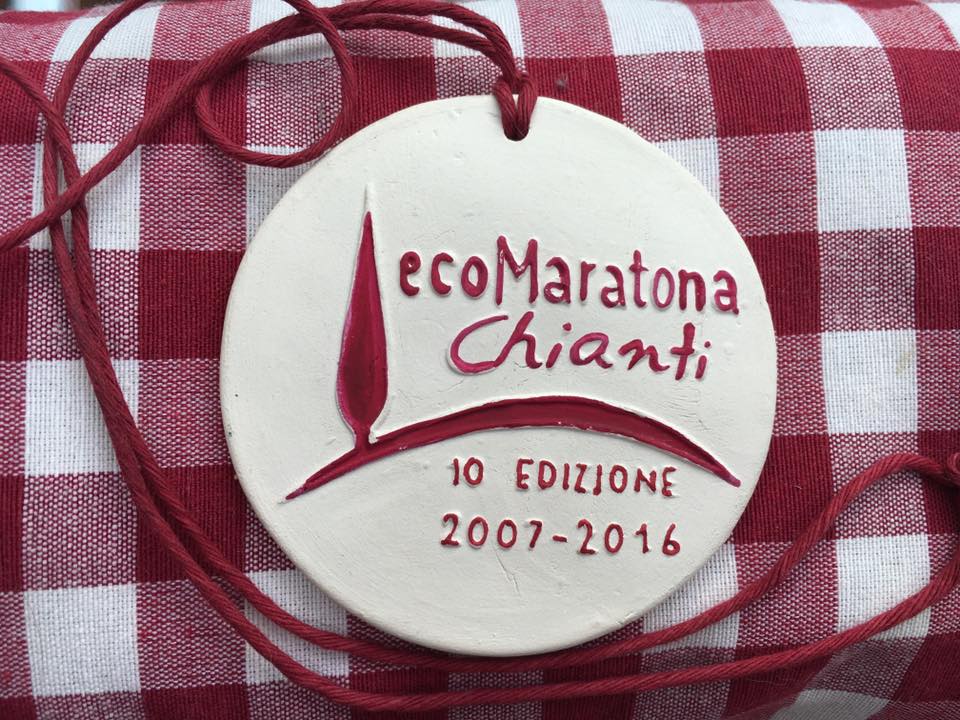 ecoMaratona
Chianti
10 EDIZIONE
2007-2016